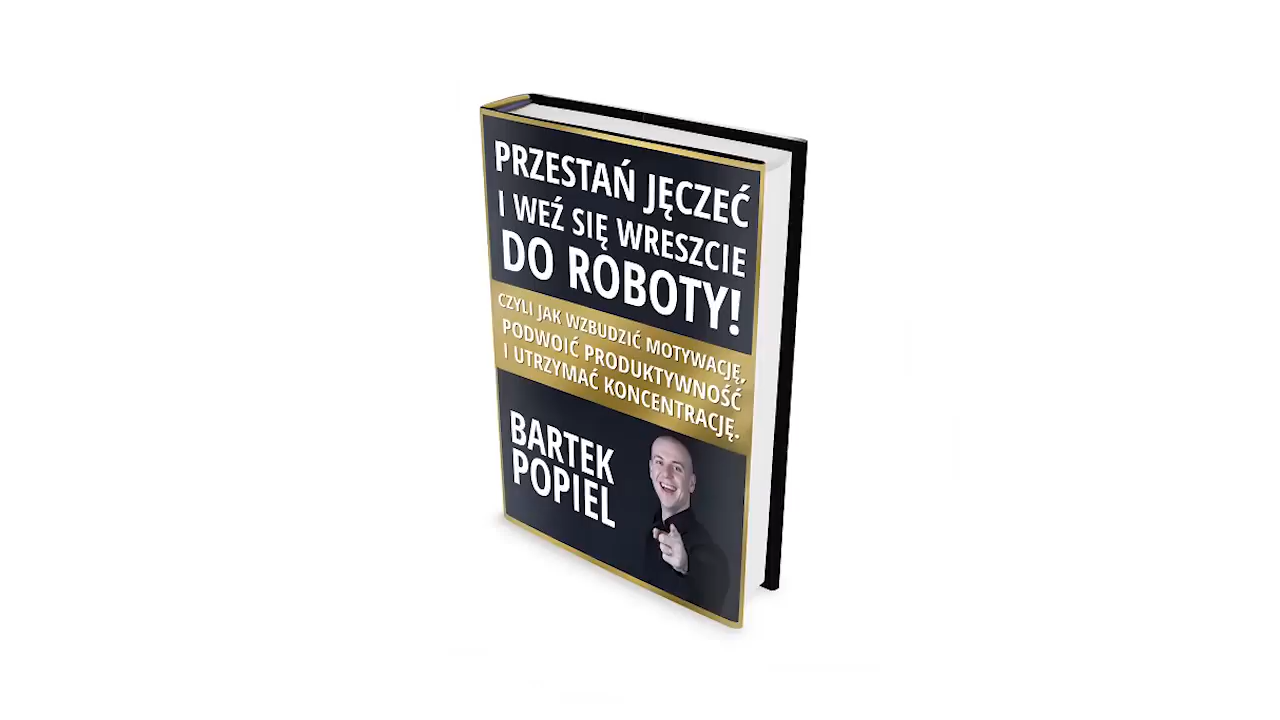 PRZESTAŃ JĘCZEĆ
I WEŹ SIĘ WRESZCIE
DO ROBOTY!
CZYLI JAK WZBUDZIĆ MOTYWACJĘ,
PODWOIĆ PRODUKTYWNOŚĆ
I UTRZYMAĆ KONCENTRACJĘ.
BARTEK
POPIEL